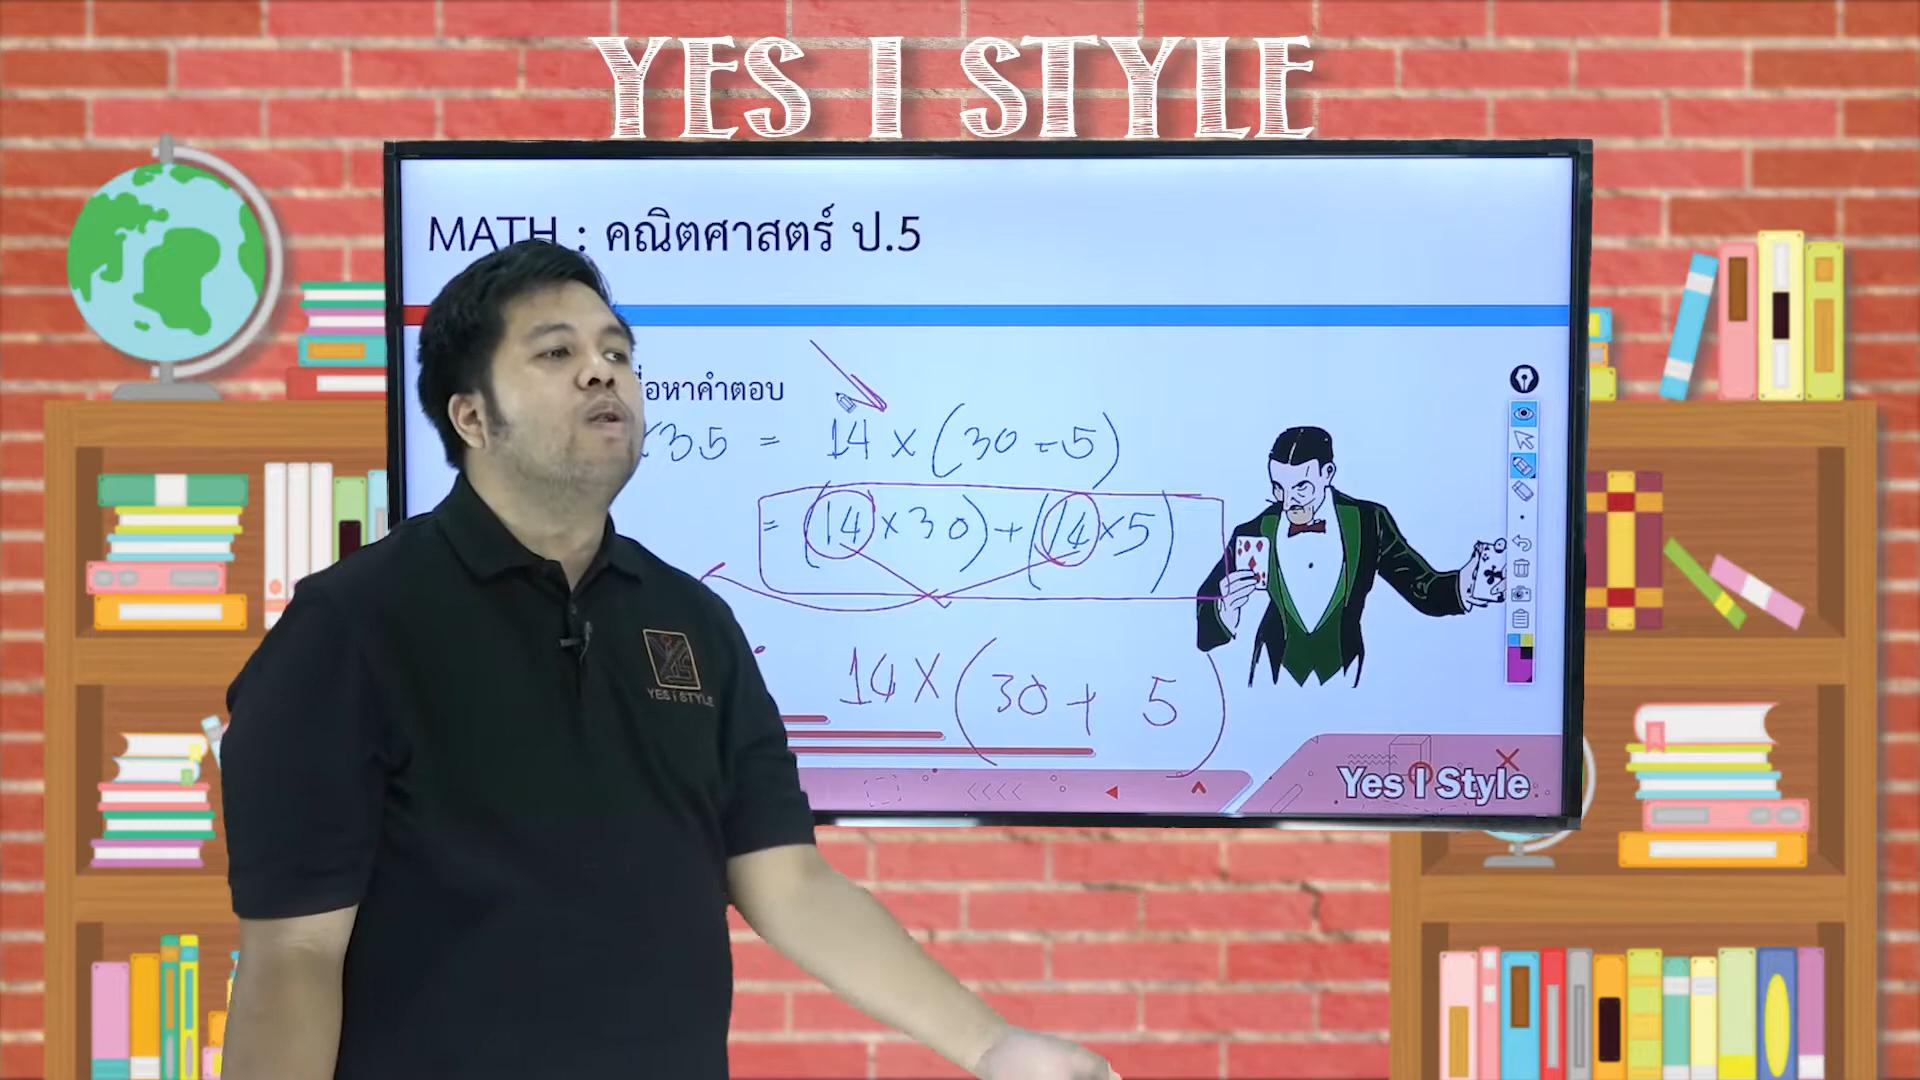 YES I STYLE
MATH : คณิตศาสตร์ ป.5
หาคำตอบ
×35 = 14 × (30 - 5)
= (14 × 30) + (14 × 5)
14 × (30 + 5)
YES i STYLE
Yes I Style